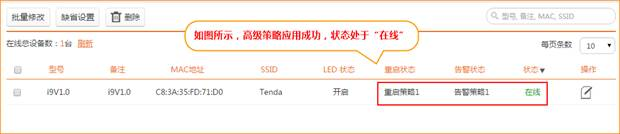 批量修改 缺省设置 删除 型号, 备注, MAC, SSID
如图所示，高级策略应用成功，状态处于“在线”
在线总设备数：1台 刷新 每页条数 10
型号 备注 MAC地址 SSID LED 状态 重启状态 告警状态 状态 操作
i9V1.0 i9V1.0 C8:3A:35:FD:71:D0 Tenda 开启 重启策略1 告警策略1 在线